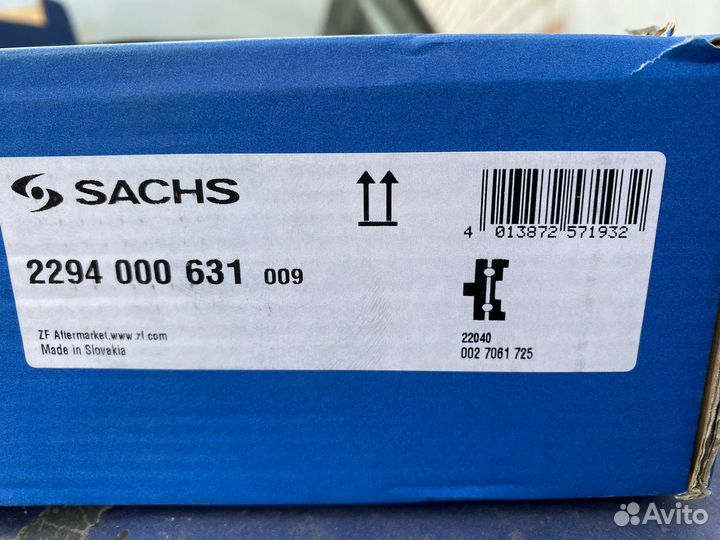 SACHS
4 013872 571932
2294 000 631 009
ZF Aftermarket.www.zf.com
Made in Slovakia
22040
002 7061 725
Avito